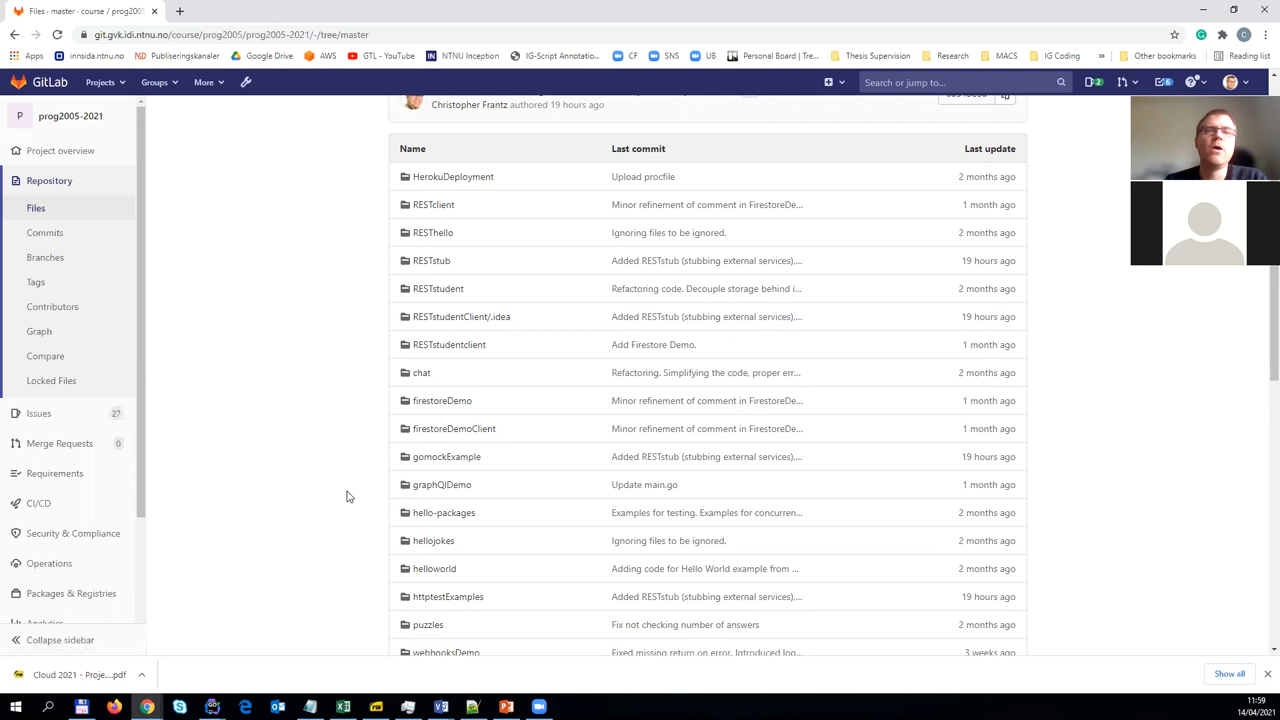 Files · master · course / prog2005
git.gvk.idi.ntnu.no/course/prog2005/prog2005-2021/-/tree/master
Apps
innsida.ntnu.no
Publiseringskanaler
Google Drive
AWS
GTL - YouTube
NTNU Inception
IG-Script Annotatio...
CF
SNS
UB
Personal Board | Tre...
Thesis Supervision
Research
MACS
IG Coding
»
Other bookmarks
Reading list
GitLab
Projects
Groups
More
Search or jump to...
2
6
P
prog2005-2021
Project overview
Repository
Files
Commits
Branches
Tags
Contributors
Graph
Compare
Locked Files
Issues 27
Merge Requests 0
Requirements
CI/CD
Security & Compliance
Operations
Packages & Registries
Analytics
Collapse sidebar
Christopher Frantz authored 19 hours ago
Name Last commit Last update
HerokuDeployment Upload procfile 2 months ago
RESTclient Minor refinement of comment in FirestoreDe... 1 month ago
RESThello Ignoring files to be ignored. 2 months ago
RESTstub Added RESTstub (stubbing external services),... 19 hours ago
RESTstudent Refactoring code. Decouple storage behind i... 2 months ago
RESTstudentClient/.idea Added RESTstub (stubbing external services),... 19 hours ago
RESTstudentclient Add Firestore Demo. 1 month ago
chat Refactoring. Simplifying the code, proper err... 2 months ago
firestoreDemo Minor refinement of comment in FirestoreDe... 1 month ago
firestoreDemoClient Minor refinement of comment in FirestoreDe... 1 month ago
gomockExample Added RESTstub (stubbing external services),... 19 hours ago
graphQlDemo Update main.go 1 month ago
hello-packages Examples for testing. Examples for concurren... 2 months ago
hellojokes Ignoring files to be ignored. 2 months ago
helloworld Adding code for Hello World example from ... 2 months ago
httptestExamples Added RESTstub (stubbing external services),... 19 hours ago
puzzles Fix not checking number of answers 2 months ago
webhooksDemo Fixed missing return on error. Introduced log... 3 weeks ago
Cloud 2021 - Proje....pdf
Show all
11:59
14/04/2021